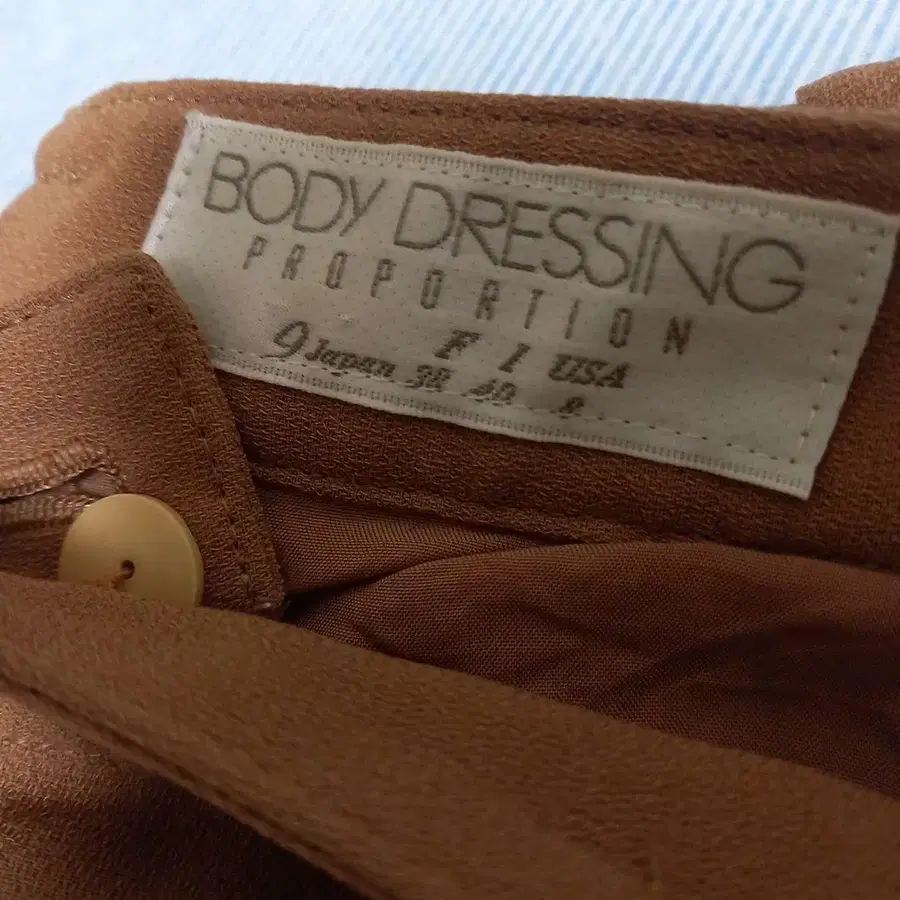 BODY DRESSING
PROPORTION
F I USA
9 Japan 38 40 8